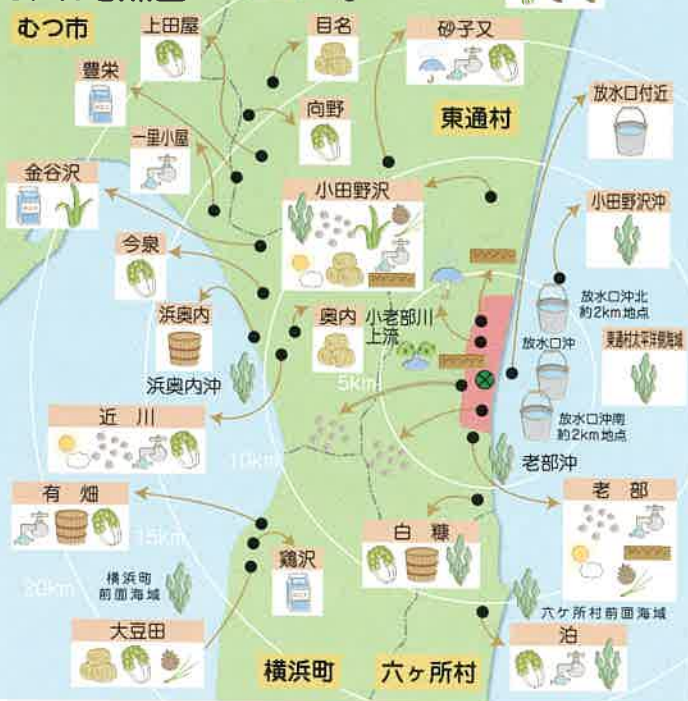 むつ市
上田屋
目名
砂子又
豊栄
向野
東通村
放水口付近
一里小屋
金谷沢
小田野沢
小田野沢沖
今泉
浜奥内
奥内
小老部川
上流
放水口沖北
約2km地点
放水口沖
東通村太平洋側海域
浜奥内沖
5km
近川
放水口沖南
約2km地点
10km
老部沖
有畑
老部
白糠
15km
鶏沢
20km
横浜町
前面海域
六ケ所村前面海域
大豆田
泊
横浜町
六ヶ所村